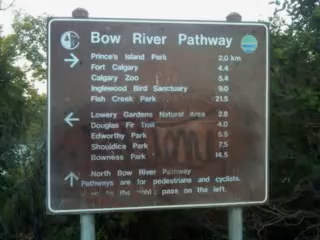 Bow River Pathway
Prince's Island Park 2.0 km
Fort Calgary 4.4
Calgary Zoo 5.4
Inglewood Bird Sanctuary 9.0
Fish Creek Park 21.5
Lowery Gardens Natural Area 2.8
Douglas Fir Trail 4.0
Edworthy Park 5.5
Shouldice Park 7.5
Bowness Park 14.5
North Bow River Pathway
Pathways are for pedestrians and cyclists.
to the right; pass on the left.